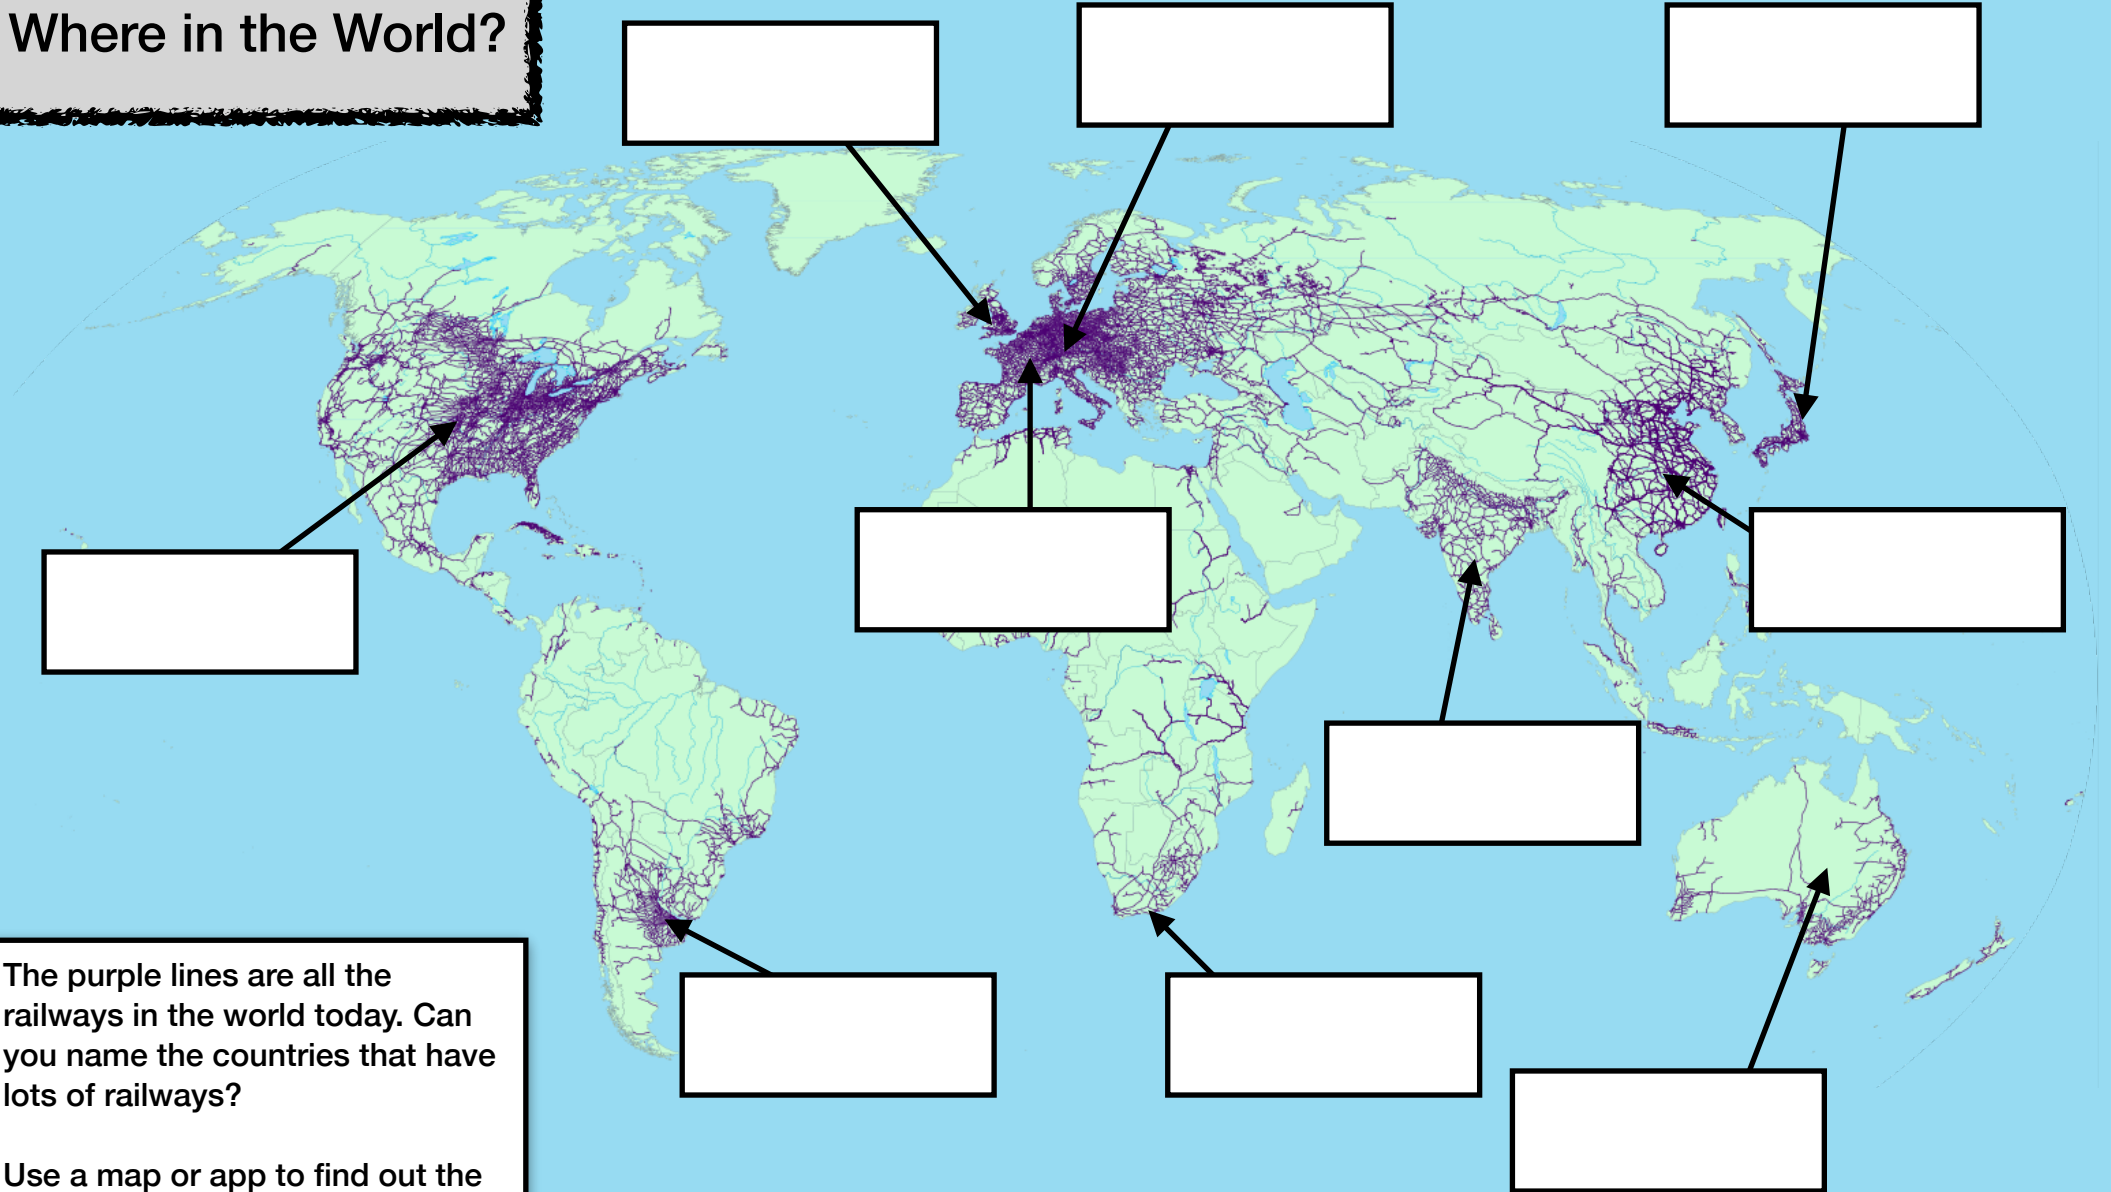 Where in the World?
The purple lines are all the
railways in the world today. Can
you name the countries that have
lots of railways?
Use a map or app to find out the